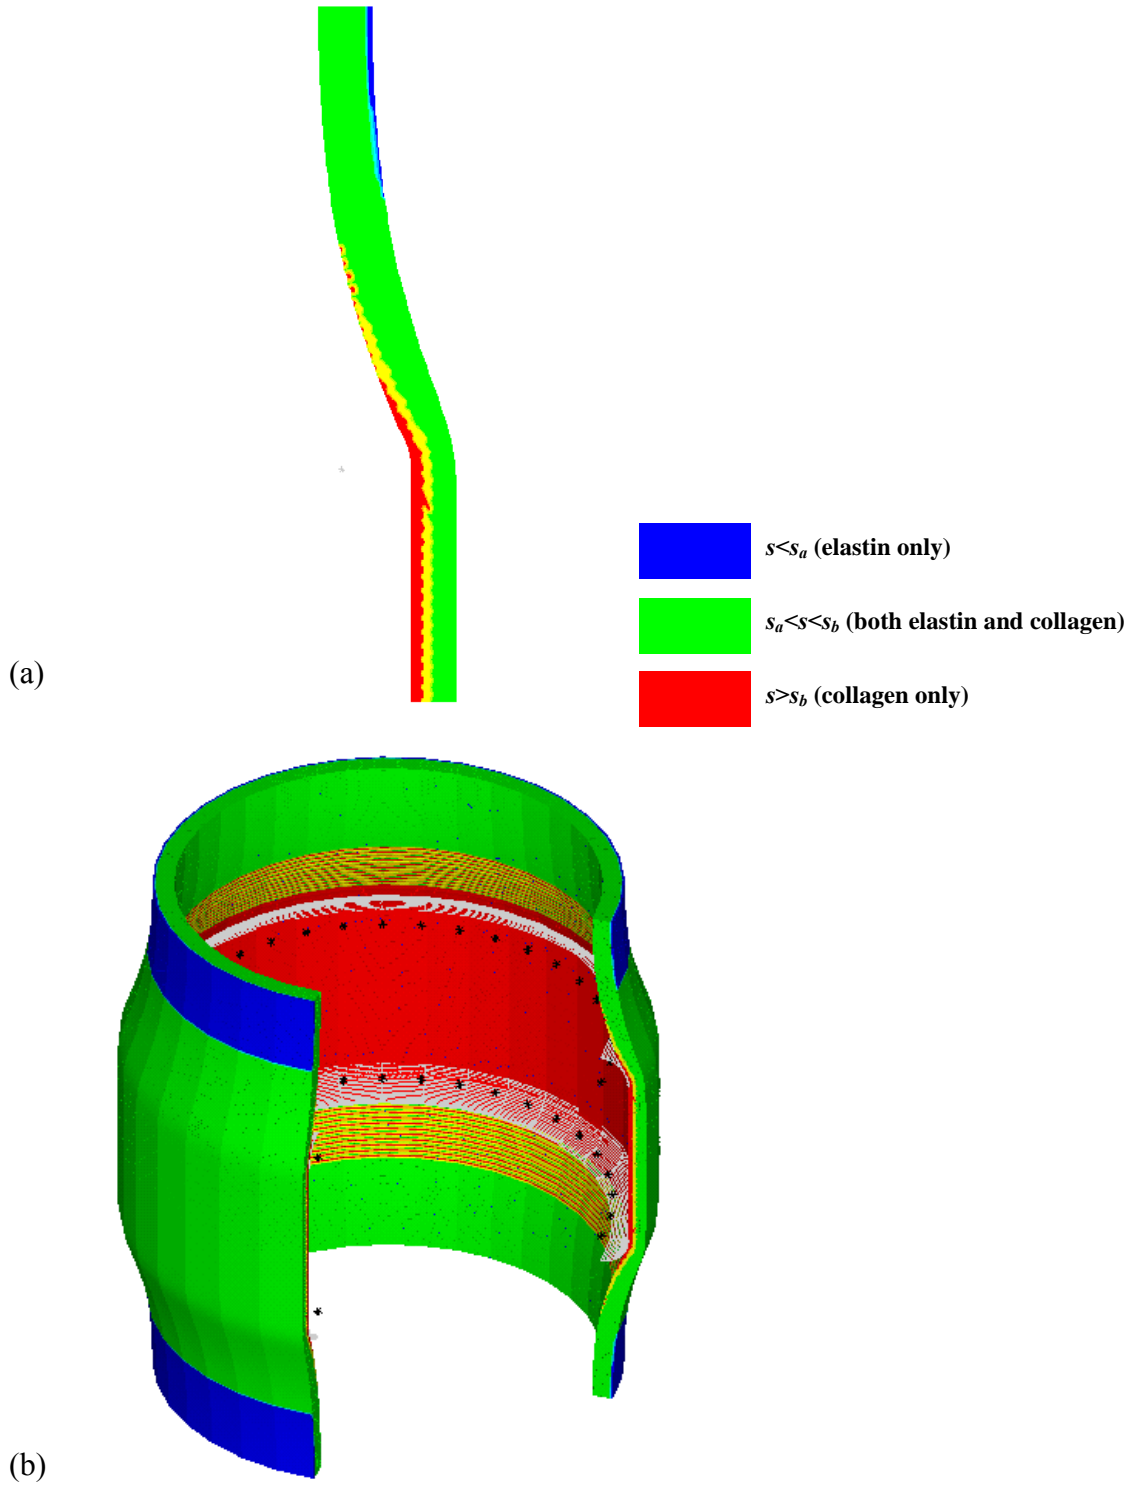 s<sa (elastin only)
sa<s<sb (both elastin and collagen)
s>sb (collagen only)
(a)
(b)